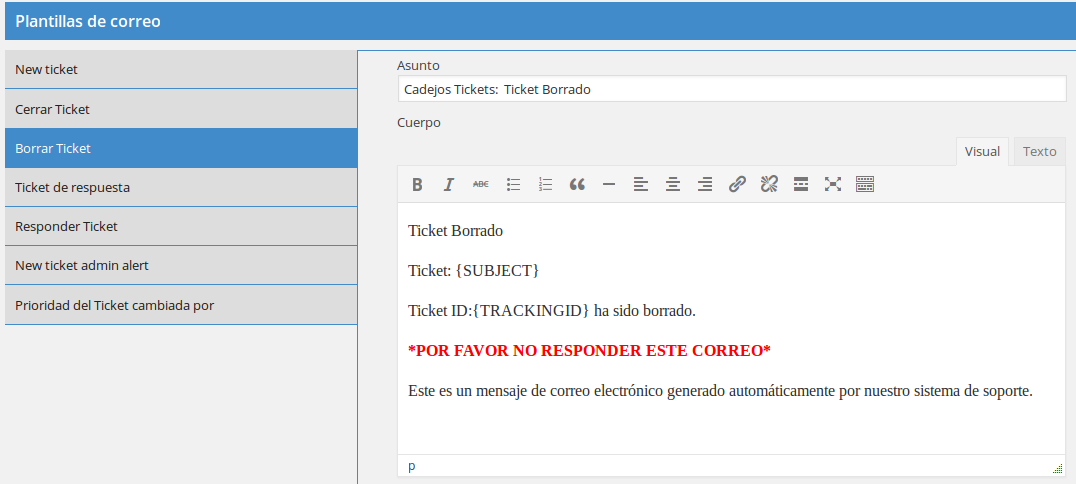 Plantillas de correo
New ticket
Cerrar Ticket
Borrar Ticket
Ticket de respuesta
Responder Ticket
New ticket admin alert
Prioridad del Ticket cambiada por
Asunto
Cadejos Tickets: Ticket Borrado
Cuerpo
Visual Texto
B I ABC
Ticket Borrado
Ticket: {SUBJECT}
Ticket ID:{TRACKINGID} ha sido borrado.
*POR FAVOR NO RESPONDER ESTE CORREO*
Este es un mensaje de correo electrónico generado automáticamente por nuestro sistema de soporte.
p